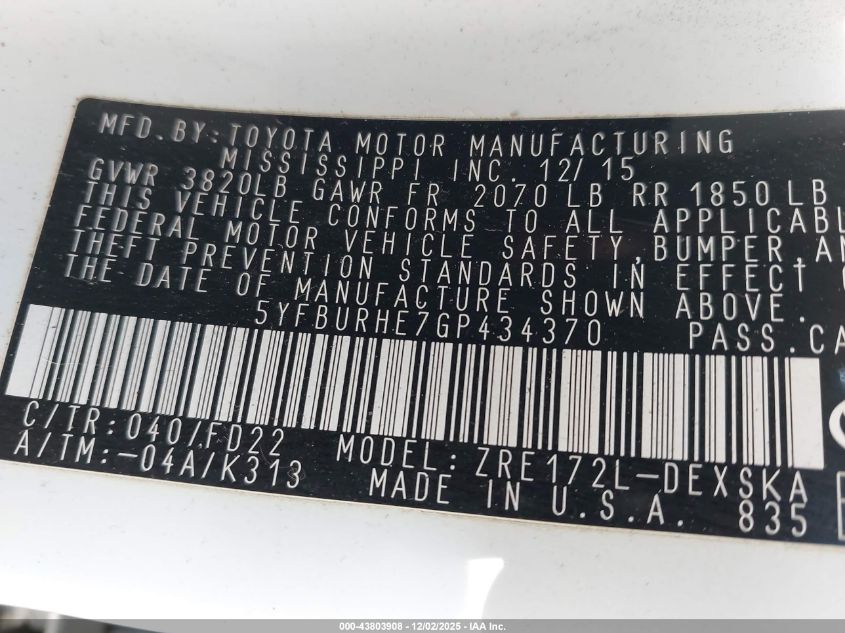 MFD.BY:TOYOTA MOTOR MANUFACTURING
MISSISSIPPI INC. 12/15
GVWR 3820LB GAWR FR 2070 LB RR 1850 LB
THIS VEHICLE CONFORMS TO ALL APPLICABL
FEDERAL MOTOR VEHICLE SAFETY,BUMPER,AN
THEFT PREVENTION STANDARDS IN EFFECT
THE DATE OF MANUFACTURE SHOWN ABOVE.
5YFBURHE7GP434370 PASS.CA
C/TR:040/FD22 MODEL:ZRE172L-DEXSKA
A/TM:-04A/K313 MADE IN U.S.A. 835
000-43803908 - 12/02/2025 - IAA Inc.